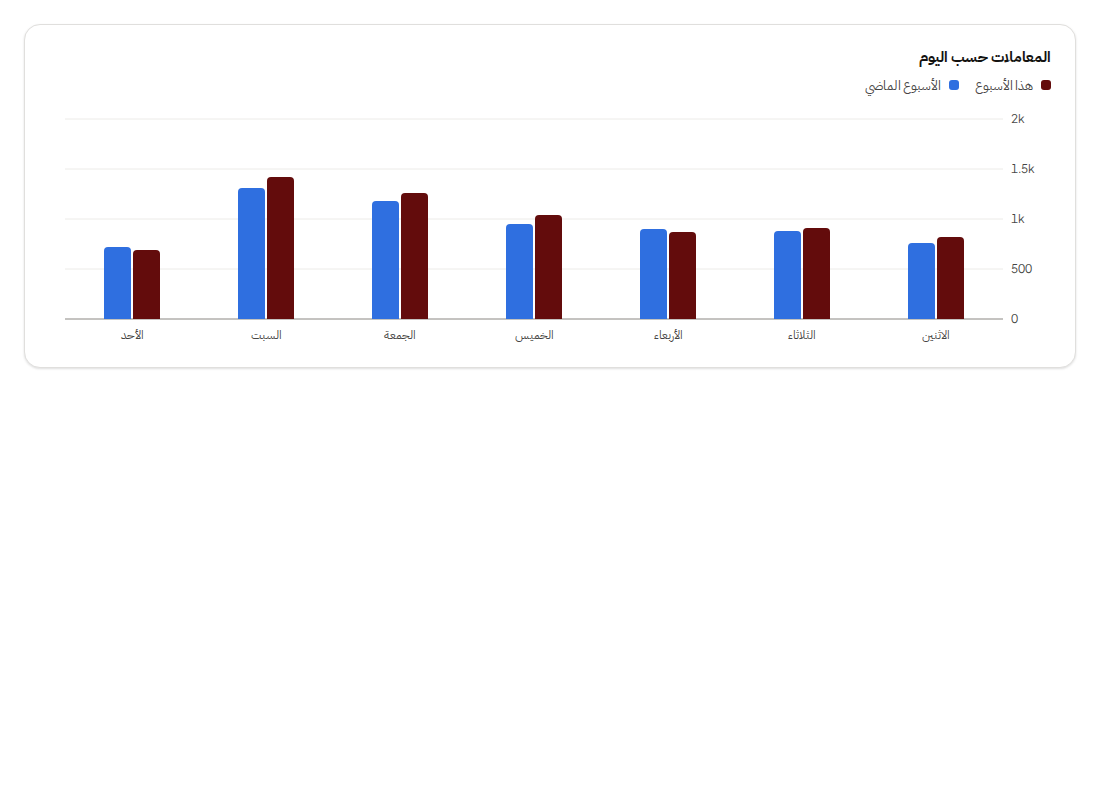 المعاملات حسب اليوم
هذا الأسبوع
الأسبوع الماضي
2k
1.5k
1k
500
0
الاثنين
الثلاثاء
الأربعاء
الخميس
الجمعة
السبت
الأحد